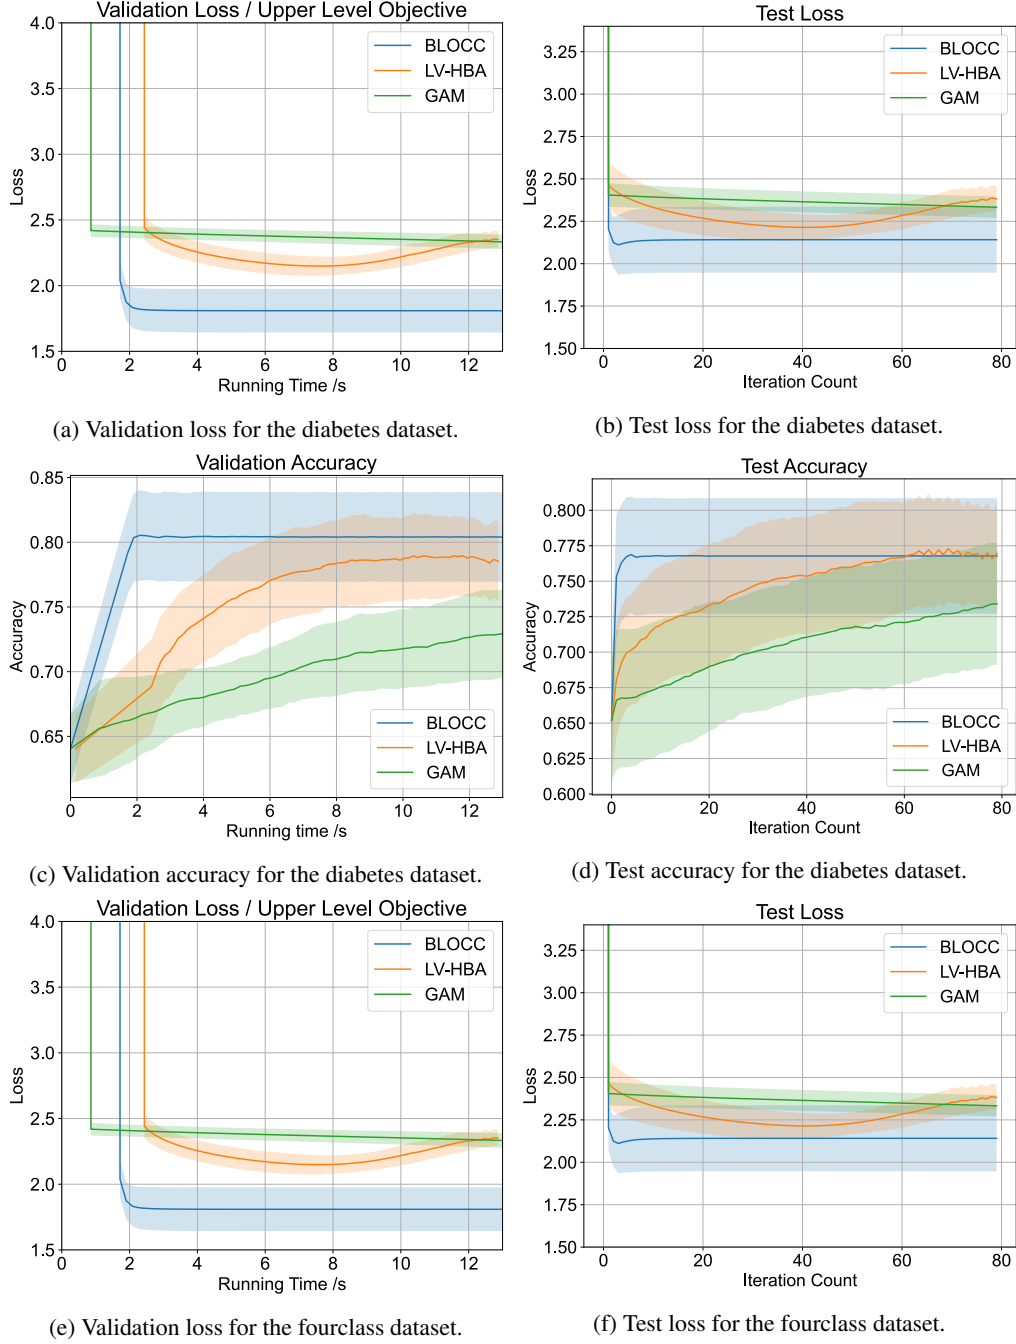 Validation Loss / Upper Level Objective
4.0
3.5
3.0
2.5
2.0
1.5
Loss
BLOCC
LV-HBA
GAM
0 2 4 6 8 10 12
Running Time /s
(a) Validation loss for the diabetes dataset.
Test Loss
3.25
3.00
2.75
2.50
2.25
2.00
1.75
1.50
Loss
BLOCC
LV-HBA
GAM
0 20 40 60 80
Iteration Count
(b) Test loss for the diabetes dataset.
Validation Accuracy
0.85
0.80
0.75
0.70
0.65
Accuracy
BLOCC
LV-HBA
GAM
0 2 4 6 8 10 12
Running time /s
(c) Validation accuracy for the diabetes dataset.
Test Accuracy
0.800
0.775
0.750
0.725
0.700
0.675
0.650
0.625
0.600
Accuracy
BLOCC
LV-HBA
GAM
0 20 40 60 80
Iteration Count
(d) Test accuracy for the diabetes dataset.
Validation Loss / Upper Level Objective
4.0
3.5
3.0
2.5
2.0
1.5
Loss
BLOCC
LV-HBA
GAM
0 2 4 6 8 10 12
Running Time /s
(e) Validation loss for the fourclass dataset.
Test Loss
3.25
3.00
2.75
2.50
2.25
2.00
1.75
1.50
Loss
BLOCC
LV-HBA
GAM
0 20 40 60 80
Iteration Count
(f) Test loss for the fourclass dataset.